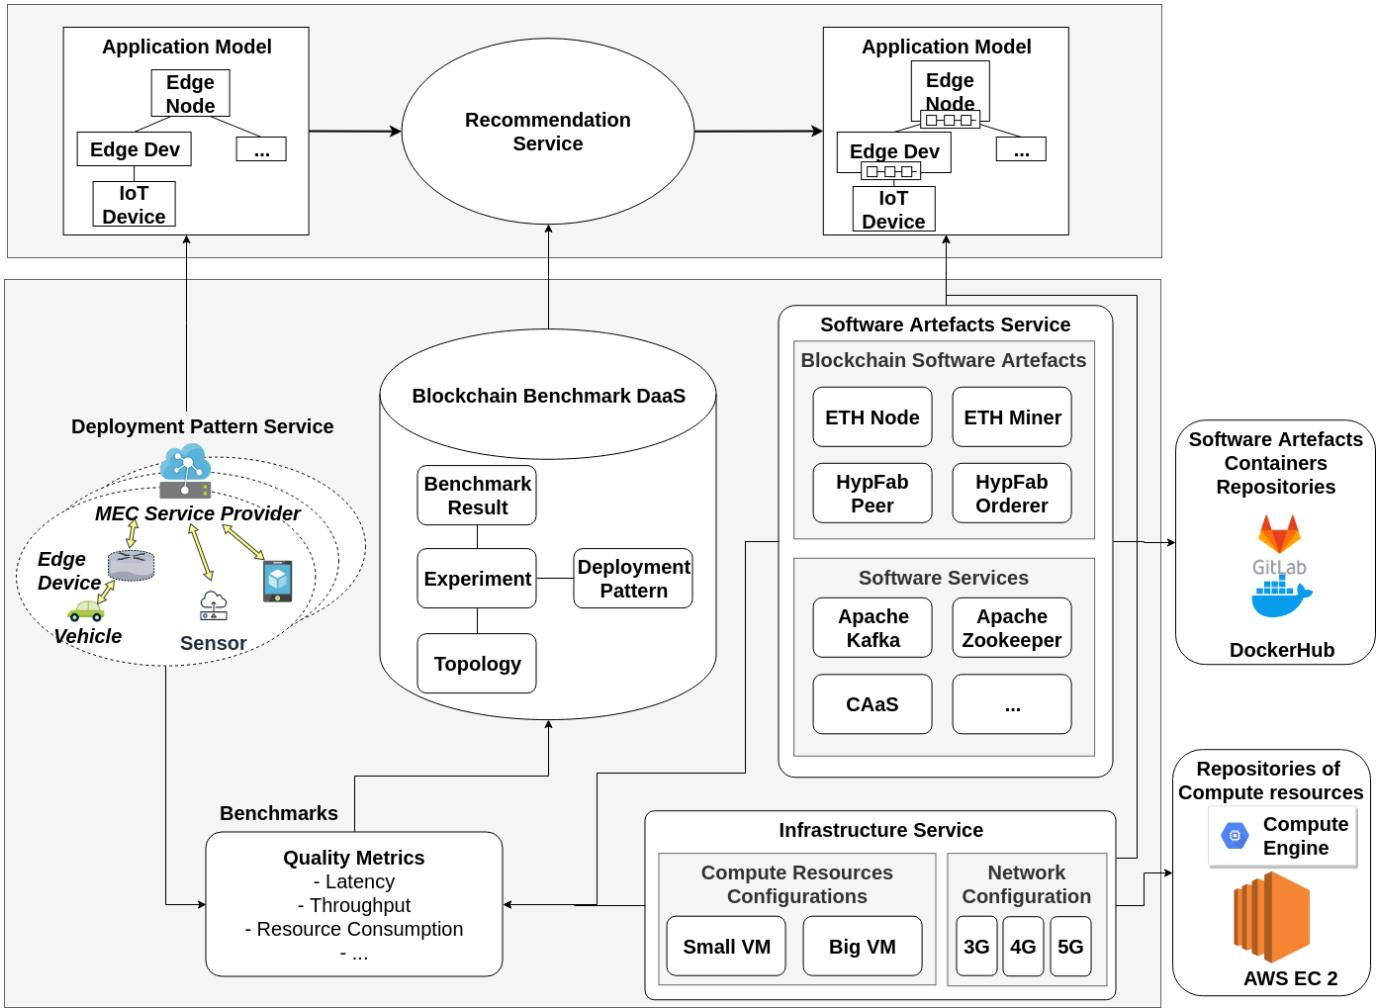 Application Model
Edge
Node
Edge Dev
...
IoT
Device
Recommendation
Service
Application Model
Edge
Node
Edge Dev
...
IoT
Device
Deployment Pattern Service
MEC Service Provider
Edge
Device
Vehicle
Sensor
Blockchain Benchmark DaaS
Benchmark
Result
Experiment
Deployment
Pattern
Topology
Software Artefacts Service
Blockchain Software Artefacts
ETH Node
ETH Miner
HypFab
Peer
HypFab
Orderer
Software Services
Apache
Kafka
Apache
Zookeeper
CAaS
...
Software Artefacts
Containers
Repositories
GitLab
DockerHub
Benchmarks
Quality Metrics
- Latency
- Throughput
- Resource Consumption
- ...
Infrastructure Service
Compute Resources
Configurations
Small VM
Big VM
Network
Configuration
3G
4G
5G
Repositories of
Compute resources
Compute
Engine
AWS EC 2